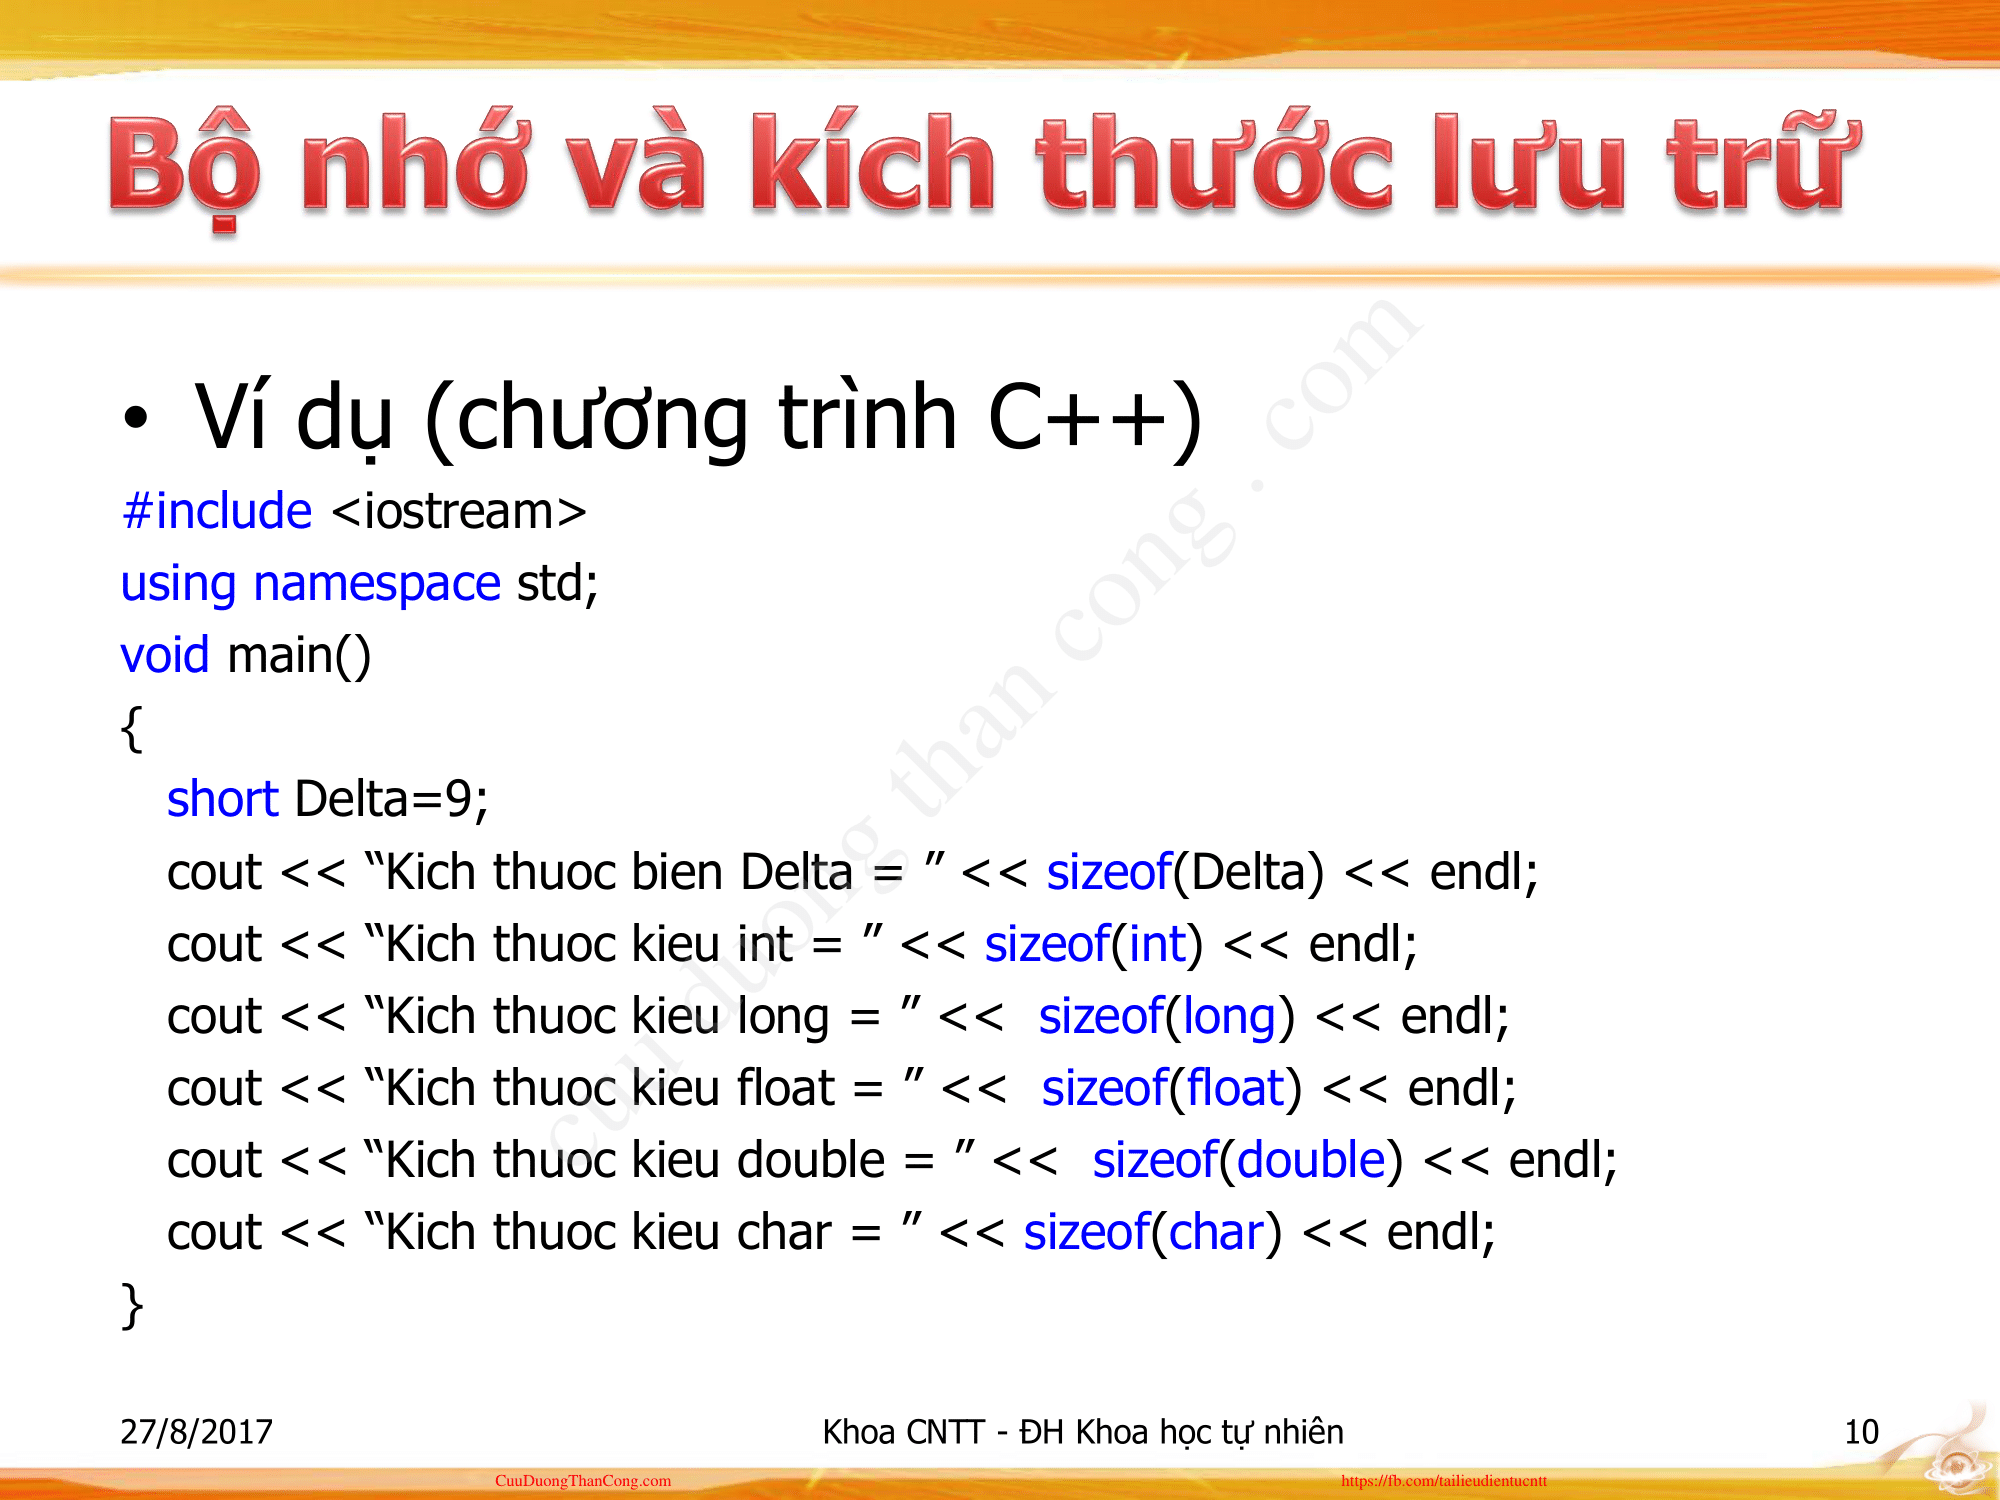 Bộ nhớ và kích thước lưu trữ
• Ví dụ (chương trình C++)
#include <iostream>
using namespace std;
void main()
{
short Delta=9;
cout << “Kich thuoc bien Delta = ” << sizeof(Delta) << endl;
cout << “Kich thuoc kieu int = ” << sizeof(int) << endl;
cout << “Kich thuoc kieu long = ” << sizeof(long) << endl;
cout << “Kich thuoc kieu float = ” << sizeof(float) << endl;
cout << “Kich thuoc kieu double = ” << sizeof(double) << endl;
cout << “Kich thuoc kieu char = ” << sizeof(char) << endl;
}
cuu duong than cong . com
27/8/2017
Khoa CNTT - ĐH Khoa học tự nhiên
10
CuuDuongThanCong.com
https://fb.com/tailieudientucntt